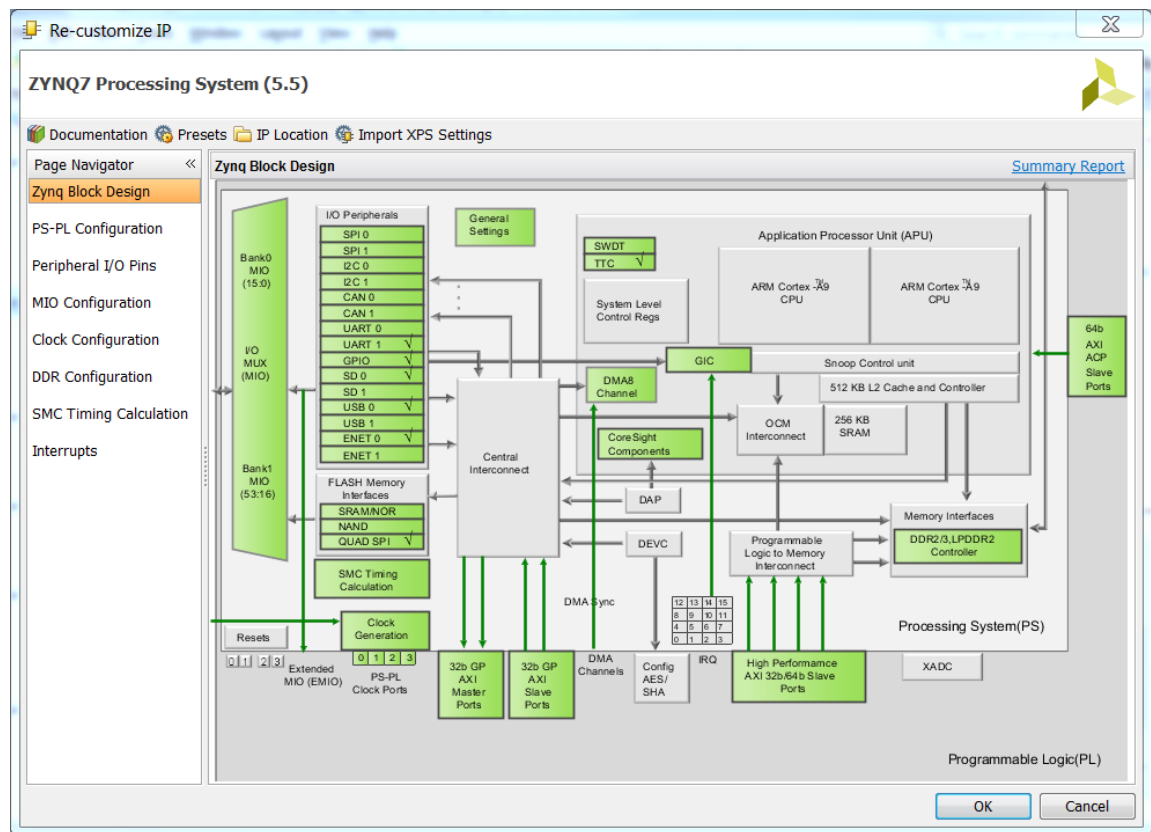 Re-customize IP
ZYNQ7 Processing System (5.5)
Documentation Presets IP Location Import XPS Settings
Page Navigator «
Zynq Block Design
PS-PL Configuration
Peripheral I/O Pins
MIO Configuration
Clock Configuration
DDR Configuration
SMC Timing Calculation
Interrupts
Zynq Block Design
Summary Report
Bank0
MIO
(15:0)
I/O
MUX
(MIO)
Bank1
MIO
(53:16)
I/O Peripherals
SPI 0
SPI 1
I2C 0
I2C 1
CAN 0
CAN 1
UART 0
UART 1 √
GPIO √
SD 0 √
SD 1
USB 0 √
USB 1
ENET 0 √
ENET 1
FLASH Memory
Interfaces
SRAM/NOR
NAND
QUAD SPI √
SMC Timing
Calculation
General
Settings
Application Processor Unit (APU)
SWDT
TTC √
System Level
Control Regs
ARM Cortex -A9
TM
CPU
ARM Cortex -A9
TM
CPU
GIC
Snoop Control unit
512 KB L2 Cache and Controller
DMA8
Channel
OCM
Interconnect
256 KB
SRAM
CoreSight
Components
Central
Interconnect
DAP
DEVC
Programmable
Logic to Memory
Interconnect
Memory Interfaces
DDR2/3,LPDDR2
Controller
64b
AXI
ACP
Slave
Ports
DMA Sync
12 13 14 15
8 9 10 11
4 5 6 7
0 1 2 3
IRQ
Processing System(PS)
Resets
0 1 2 3
Extended
MIO (EMIO)
Clock
Generation
0 1 2 3
PS-PL
Clock Ports
32b GP
AXI
Master
Ports
32b GP
AXI
Slave
Ports
DMA
Channels
Config
AES/
SHA
High Performamce
AXI 32b/64b Slave
Ports
XADC
Programmable Logic(PL)
OK
Cancel